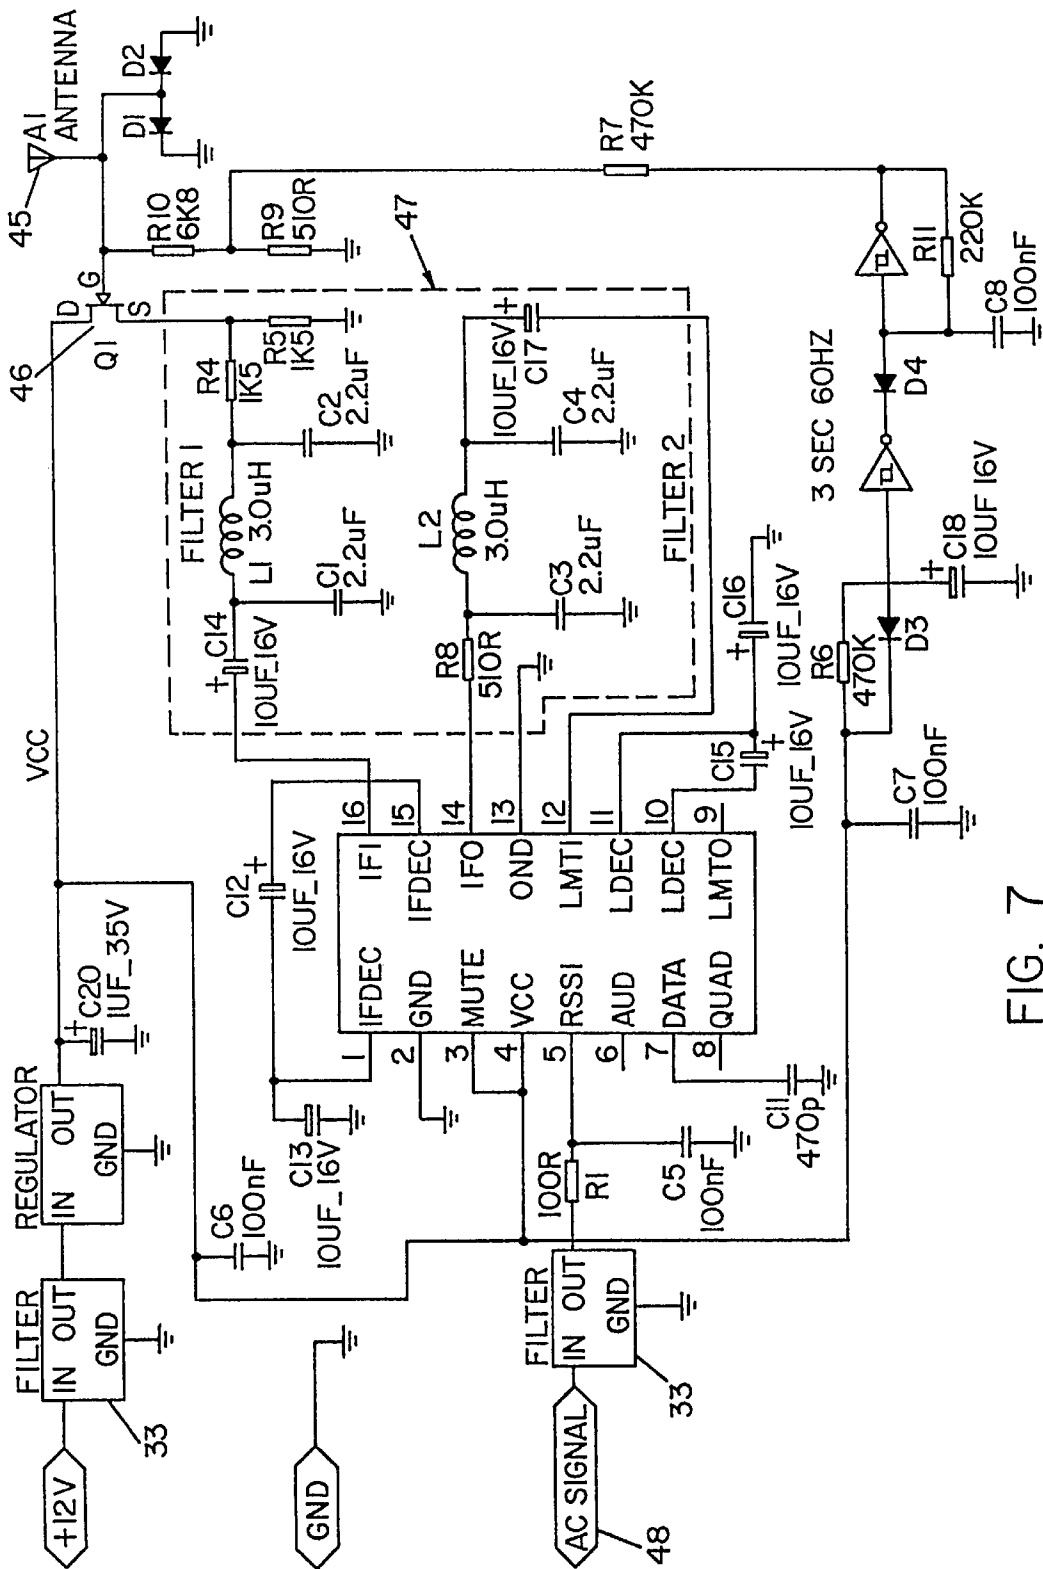 +12V
FILTER
IN OUT
GND
33
REGULATOR
IN OUT
GND
C20
1UF_35V
+
VCC
46
D
G
S
Q1
45
A1
ANTENNA
D1
D2
R10
6K8
R9
510R
47
C6
100nF
C13
10UF_16V
C12
10UF_16V
+
C14
10UF_16V
+
FILTER 1
L1 3.0uH
C1
2.2uF
C2
2.2uF
R4
1K5
R5
1K5
GND
1
2
3
4
5
6
7
8
IFDEC
GND
MUTE
VCC
RSSI
AUD
DATA
QUAD
IFI
IFDEC
IFO
OND
LMTI
LDEC
LDEC
LMTO
16
15
14
13
12
11
10
9
R8
510R
L2
3.0uH
C3
2.2uF
C4
2.2uF
10UF_16V
C17
+
FILTER 2
R7
470K
AC SIGNAL
48
FILTER
IN OUT
GND
33
100R
R1
C5
100nF
C11
470p
C15
10UF_16V
+
C16
10UF_16V
+
3 SEC 60HZ
C7
100nF
R6
470K
D3
C18
10UF 16V
+
D4
R11
220K
C8
100nF
FIG. 7